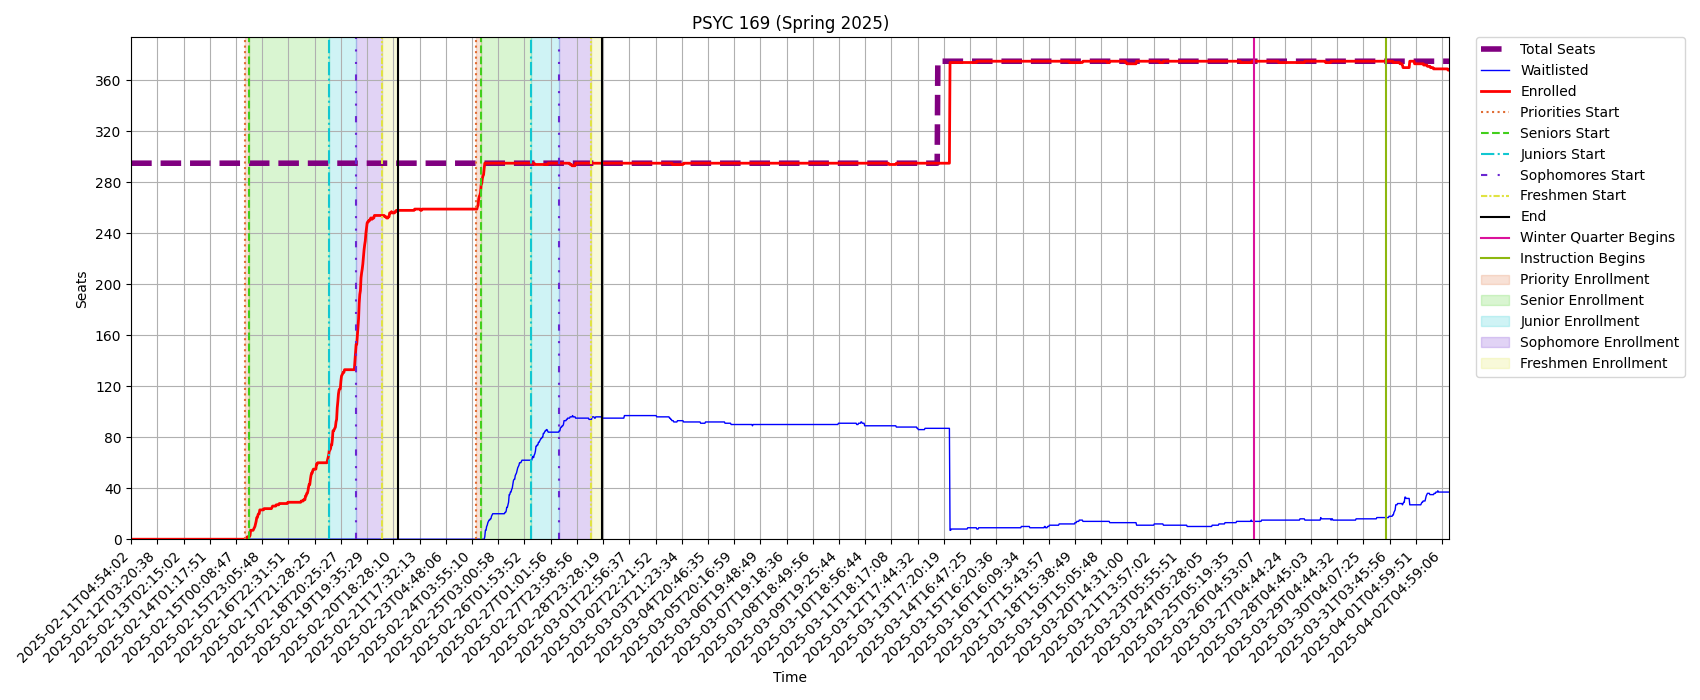 PSYC 169 (Spring 2025)
Seats
360
320
280
240
200
160
120
80
40
0
2025-02-11T04:54:02
2025-02-12T03:20:38
2025-02-13T02:15:02
2025-02-14T01:17:51
2025-02-15T00:08:47
2025-02-15T23:05:48
2025-02-16T22:31:51
2025-02-17T21:28:25
2025-02-18T20:25:27
2025-02-19T19:35:29
2025-02-20T18:28:10
2025-02-21T17:32:13
2025-02-23T04:48:06
2025-02-24T03:55:10
2025-02-25T03:00:58
2025-02-26T01:53:52
2025-02-27T01:01:56
2025-02-27T23:58:56
2025-02-28T23:28:19
2025-03-01T22:56:37
2025-03-02T22:21:52
2025-03-03T21:23:34
2025-03-04T20:46:35
2025-03-05T20:16:59
2025-03-06T19:48:49
2025-03-07T19:18:36
2025-03-08T18:49:56
2025-03-09T19:25:44
2025-03-10T18:56:44
2025-03-11T18:17:08
2025-03-12T17:44:32
2025-03-13T17:20:19
2025-03-14T16:47:25
2025-03-15T16:20:36
2025-03-16T16:09:34
2025-03-17T15:43:57
2025-03-18T15:38:49
2025-03-19T15:05:48
2025-03-20T14:31:00
2025-03-21T13:57:02
2025-03-23T05:55:51
2025-03-24T05:28:05
2025-03-25T05:19:35
2025-03-26T04:53:07
2025-03-27T04:44:24
2025-03-28T04:45:03
2025-03-29T04:44:32
2025-03-30T04:07:25
2025-03-31T03:45:56
2025-04-01T04:59:51
2025-04-02T04:59:06
Time
Total Seats
Waitlisted
Enrolled
Priorities Start
Seniors Start
Juniors Start
Sophomores Start
Freshmen Start
End
Winter Quarter Begins
Instruction Begins
Priority Enrollment
Senior Enrollment
Junior Enrollment
Sophomore Enrollment
Freshmen Enrollment